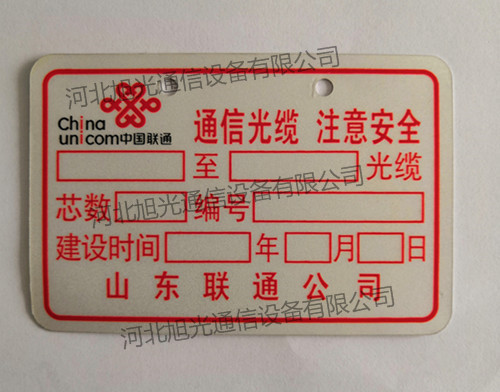 河北旭光通信设备有限公司
China
unicom中国联通
通信光缆 注意安全
至 光缆
河北旭光通信设备有限公司
芯数 编号
建设时间 年 月 日
山东联通公司
河北旭光通信设备有限公司